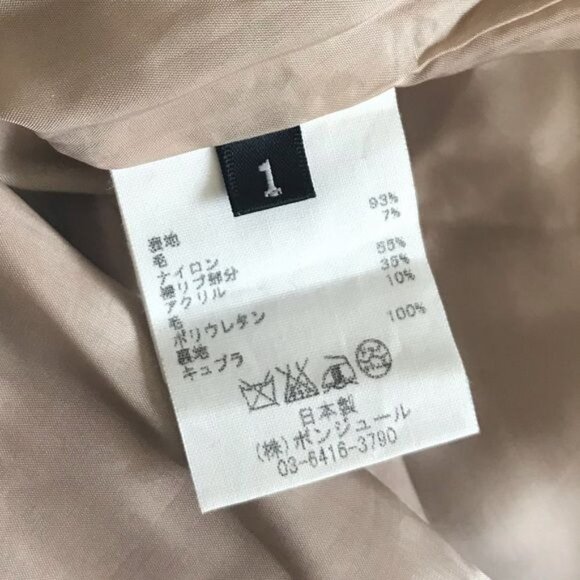 1
表地
毛 93%
ナイロン 7%
裾リブ部分
アクリル 55%
毛 35%
ポリウレタン 10%
裏地
キュプラ 100%
日本製
(株)ボンジュール
03-6416-3790